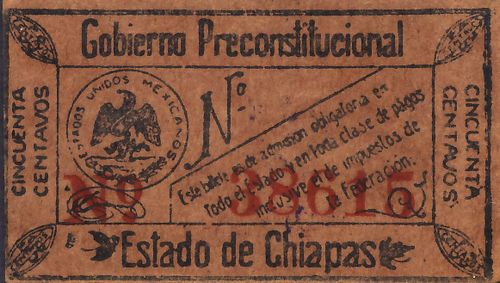 Gobierno Preconstitucional
CINCUENTA
CENTAVOS
ESTADOS UNIDOS MEXICANOS
Nº
Este billete es de admision obligatoria en
Todo el Estado y en toda clase de pagos
inclusive el de impuestos de
la Federación.
Nº 38615
CINCUENTA
CENTAVOS
Estado de Chiapas